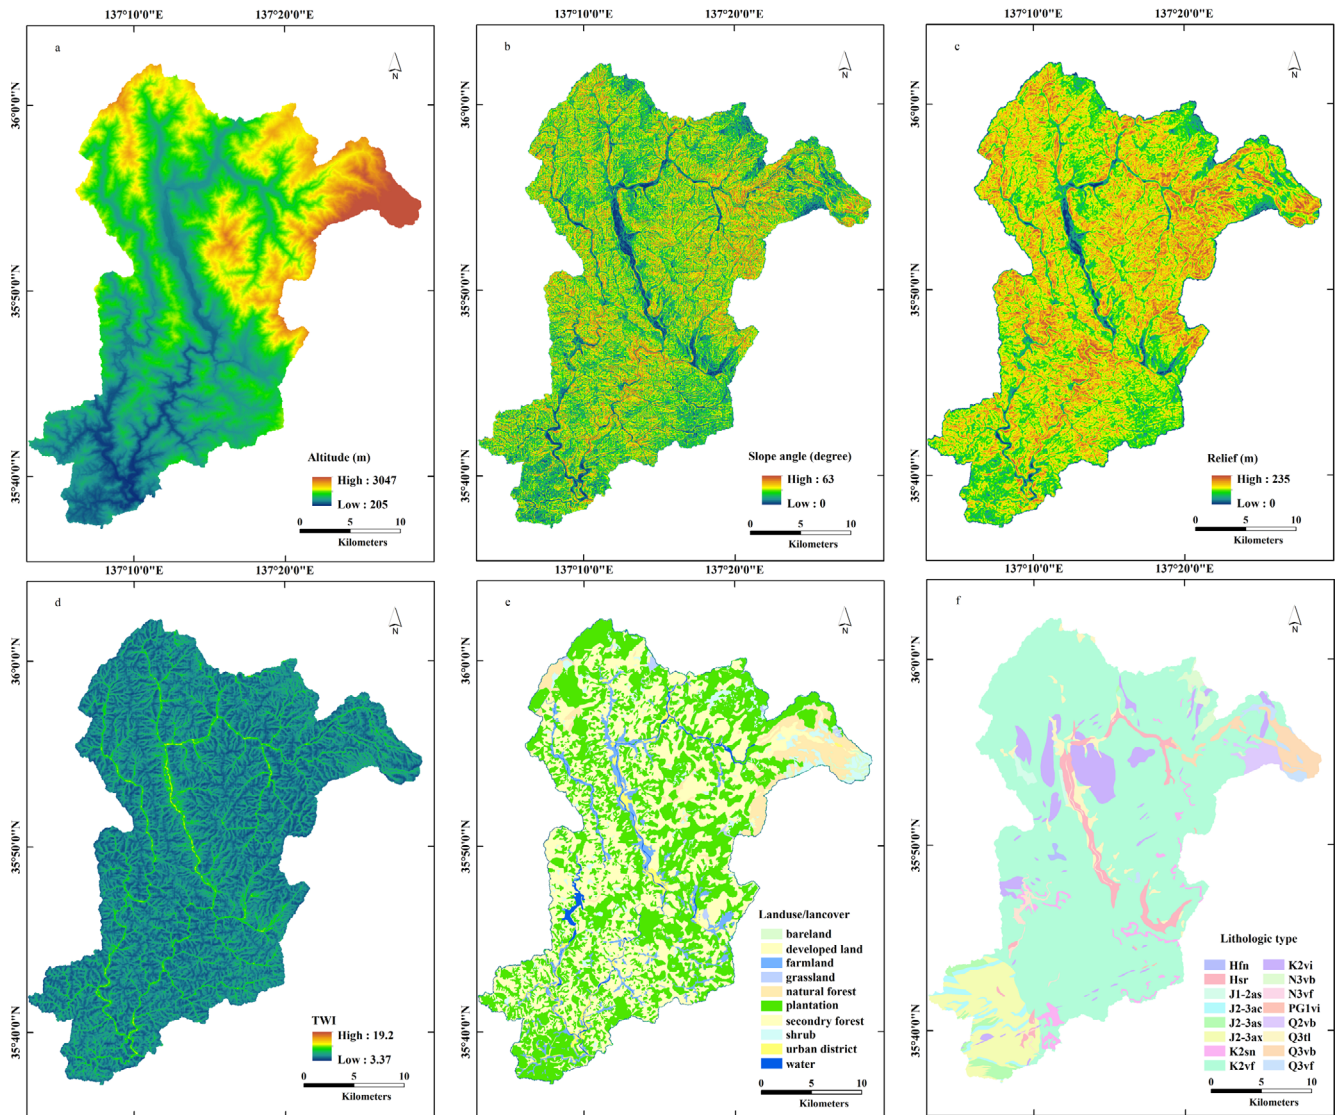 137°10'0"E 137°20'0"E
137°10'0"E 137°20'0"E
137°10'0"E 137°20'0"E
a
N
36°0'0"N
35°50'0"N
35°40'0"N
Altitude (m)
High : 3047
Low : 205
0 5 10
Kilometers
b
N
36°0'0"N
35°50'0"N
35°40'0"N
Slope angle (degree)
High : 63
Low : 0
0 5 10
Kilometers
c
N
36°0'0"N
35°50'0"N
35°40'0"N
Relief (m)
High : 235
Low : 0
0 5 10
Kilometers
137°10'0"E 137°20'0"E
137°10'0"E 137°20'0"E
137°10'0"E 137°20'0"E
d
N
36°0'0"N
35°50'0"N
35°40'0"N
TWI
High : 19.2
Low : 3.37
0 5 10
Kilometers
e
N
36°0'0"N
35°50'0"N
35°40'0"N
Landuse/lancover
bareland
developed land
farmland
grassland
natural forest
plantation
secondry forest
shrub
urban district
water
0 5 10
Kilometers
f
N
36°0'0"N
35°50'0"N
35°40'0"N
Lithologic type
Hfn K2vi
Hsr N3vb
J1-2as N3vf
J2-3ac PG1vi
J2-3as Q2vb
J2-3ax Q3tl
K2sn Q3vb
K2vf Q3vf
0 5 10
Kilometers